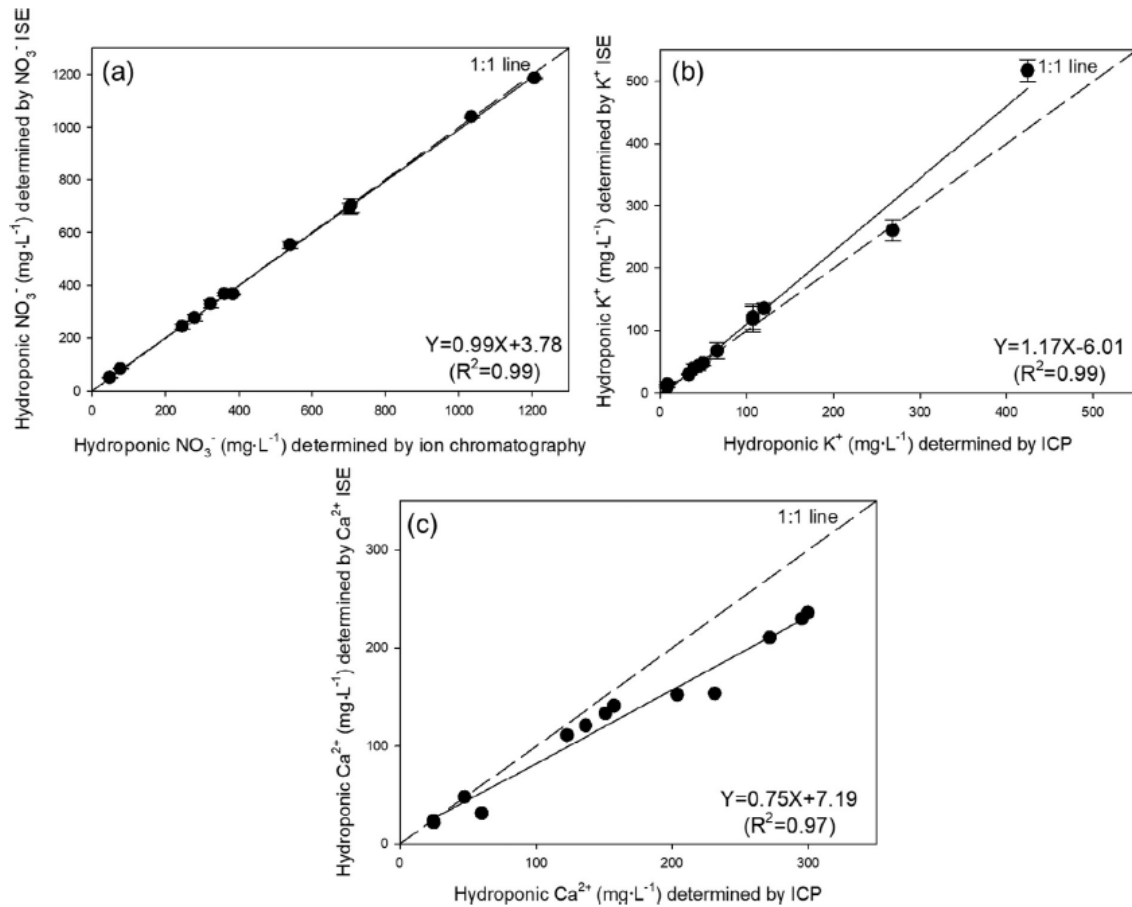 (a)
1:1 line
Hydroponic NO₃⁻ (mg·L⁻¹) determined by NO₃⁻ ISE
1200
1000
800
600
400
200
0
Y=0.99X+3.78
(R²=0.99)
0 200 400 600 800 1000 1200
Hydroponic NO₃⁻ (mg·L⁻¹) determined by ion chromatography
(b)
1:1 line
Hydroponic K⁺ (mg·L⁻¹) determined by K⁺ ISE
500
400
300
200
100
0
Y=1.17X-6.01
(R²=0.99)
0 100 200 300 400 500
Hydroponic K⁺ (mg·L⁻¹) determined by ICP
(c)
1:1 line
Hydroponic Ca²⁺ (mg·L⁻¹) determined by Ca²⁺ ISE
300
200
100
0
Y=0.75X+7.19
(R²=0.97)
0 100 200 300
Hydroponic Ca²⁺ (mg·L⁻¹) determined by ICP